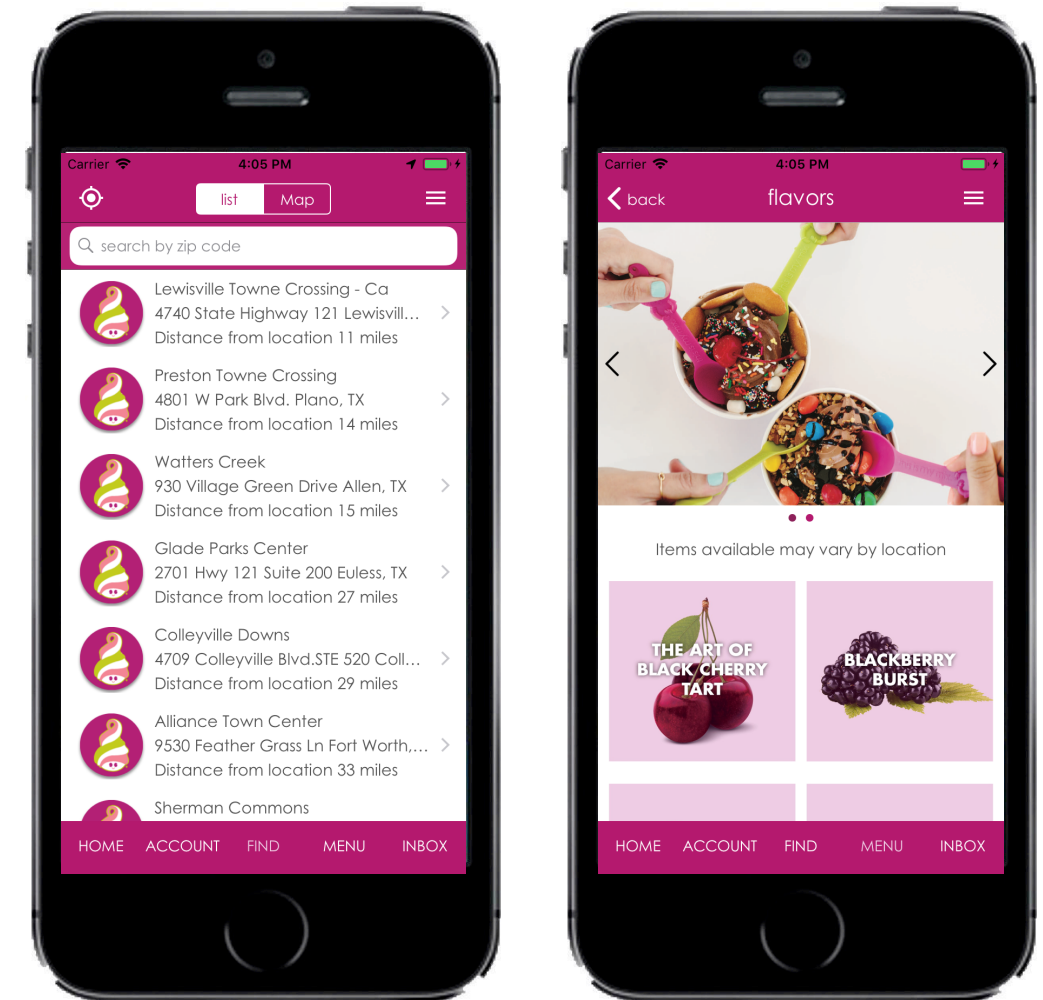 Carrier 4:05 PM
list Map
search by zip code
Lewisville Towne Crossing - Ca
4740 State Highway 121 Lewisvill...
Distance from location 11 miles
Preston Towne Crossing
4801 W Park Blvd. Plano, TX
Distance from location 14 miles
Watters Creek
930 Village Green Drive Allen, TX
Distance from location 15 miles
Glade Parks Center
2701 Hwy 121 Suite 200 Euless, TX
Distance from location 27 miles
Colleyville Downs
4709 Colleyville Blvd.STE 520 Coll...
Distance from location 29 miles
Alliance Town Center
9530 Feather Grass Ln Fort Worth,...
Distance from location 33 miles
Sherman Commons
HOME ACCOUNT FIND MENU INBOX
Carrier 4:05 PM
back flavors
Items available may vary by location
THE ART OF
BLACK CHERRY
TART
BLACKBERRY
BURST
HOME ACCOUNT FIND MENU INBOX